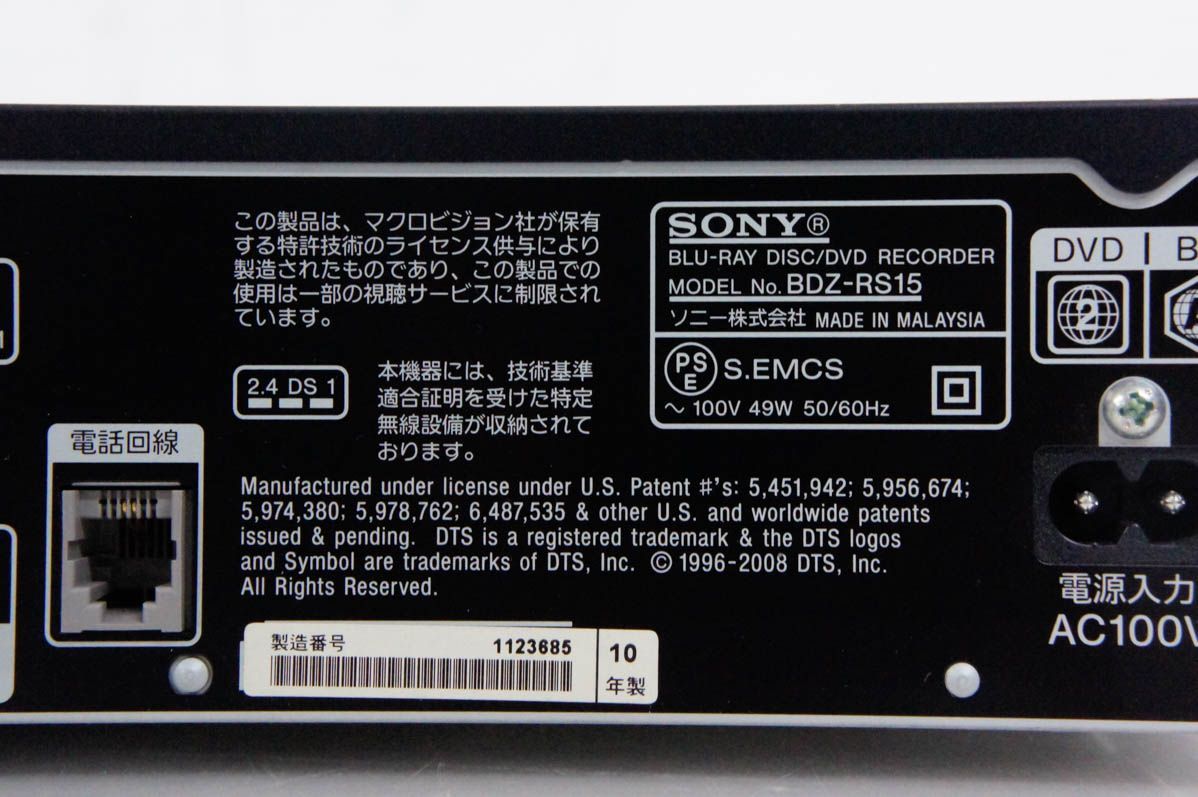 この製品は、マクロビジョン社が保有
する特許技術のライセンス供与により
製造されたものであり、この製品での
使用は一部の視聴サービスに制限され
ています。
2.4 DS 1
本機器には、技術基準
適合証明を受けた特定
無線設備が収納されて
おります。
電話回線
SONY®
BLU-RAY DISC/DVD RECORDER
MODEL No. BDZ-RS15
ソニー株式会社 MADE IN MALAYSIA
PSE S.EMCS
～ 100V 49W 50/60Hz
DVD
2
Manufactured under license under U.S. Patent #'s: 5,451,942; 5,956,674;
5,974,380; 5,978,762; 6,487,535 & other U.S. and worldwide patents
issued & pending. DTS is a registered trademark & the DTS logos
and Symbol are trademarks of DTS, Inc. © 1996-2008 DTS, Inc.
All Rights Reserved.
製造番号 1123685
10
年製
電源入力
AC100V